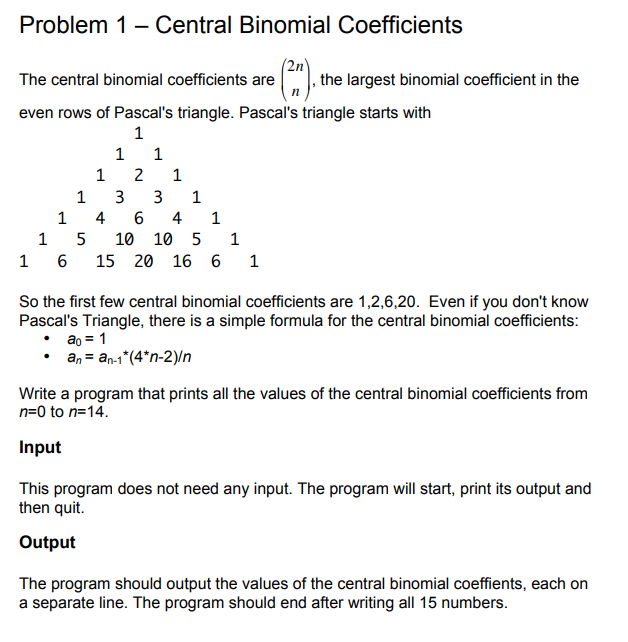 Problem 1 – Central Binomial Coefficients
The central binomial coefficients are (2n n), the largest binomial coefficient in the
even rows of Pascal's triangle. Pascal's triangle starts with
1
1 1
1 2 1
1 3 3 1
1 4 6 4 1
1 5 10 10 5 1
1 6 15 20 16 6 1
So the first few central binomial coefficients are 1,2,6,20. Even if you don't know
Pascal's Triangle, there is a simple formula for the central binomial coefficients:
• a₀ = 1
• aₙ = aₙ₋₁*(4*n-2)/n
Write a program that prints all the values of the central binomial coefficients from
n=0 to n=14.
Input
This program does not need any input. The program will start, print its output and
then quit.
Output
The program should output the values of the central binomial coeffients, each on
a separate line. The program should end after writing all 15 numbers.